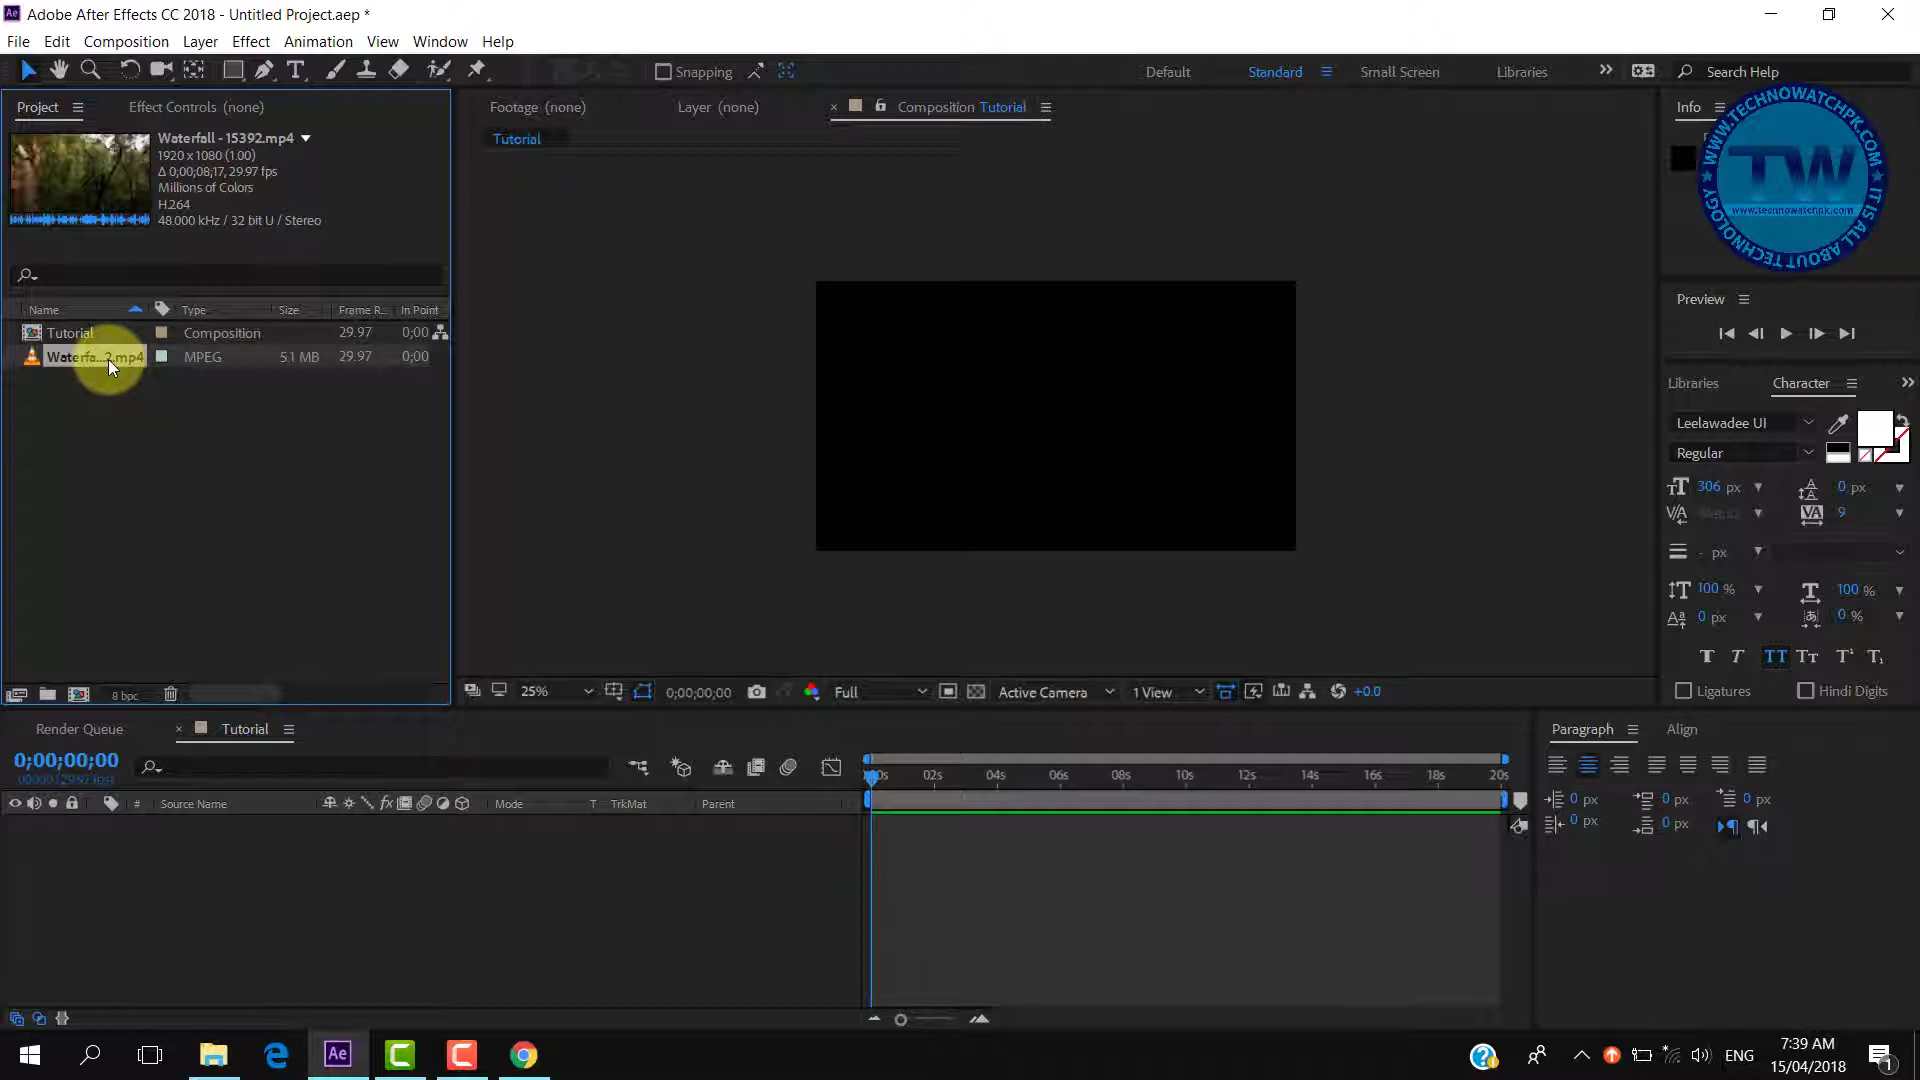 Adobe After Effects CC 2018 - Untitled Project.aep *
File Edit Composition Layer Effect Animation View Window Help
Snapping Default Standard Small Screen Libraries Search Help
Project Effect Controls (none) Footage (none) Layer (none) × Composition Tutorial Info
Waterfall - 15392.mp4
1920 x 1080 (1.00)
Δ 0;00;08;17, 29.97 fps
Millions of Colors
H.264
48.000 kHz / 32 bit U / Stereo
Tutorial
WWW.TECHNOWATCHPK.COM
TW
www.technowatchpk.com
IT IS ALL ABOUT TECHNOLOGY
Preview
Name Type Size Frame R... In Point
Tutorial Composition 29.97 0;00
Waterfa...2.mp4 MPEG 5.1 MB 29.97 0;00
Libraries Character
Leelawadee UI
Regular
306 px 0 px
9
- px
100 % 100 %
0 px 0 %
T T TT Tт T¹ T₁
Ligatures Hindi Digits
8 bpc
25% 0;00;00;00 Full Active Camera 1 View +0.0
Render Queue × Tutorial
Paragraph Align
0;00;00;00
00000 (29.97 fps)
02s 04s 06s 08s 10s 12s 14s 16s 18s 20s
# Source Name fx Mode T TrkMat Parent
0 px 0 px 0 px
0 px 0 px
Ae ENG 7:39 AM
15/04/2018
1